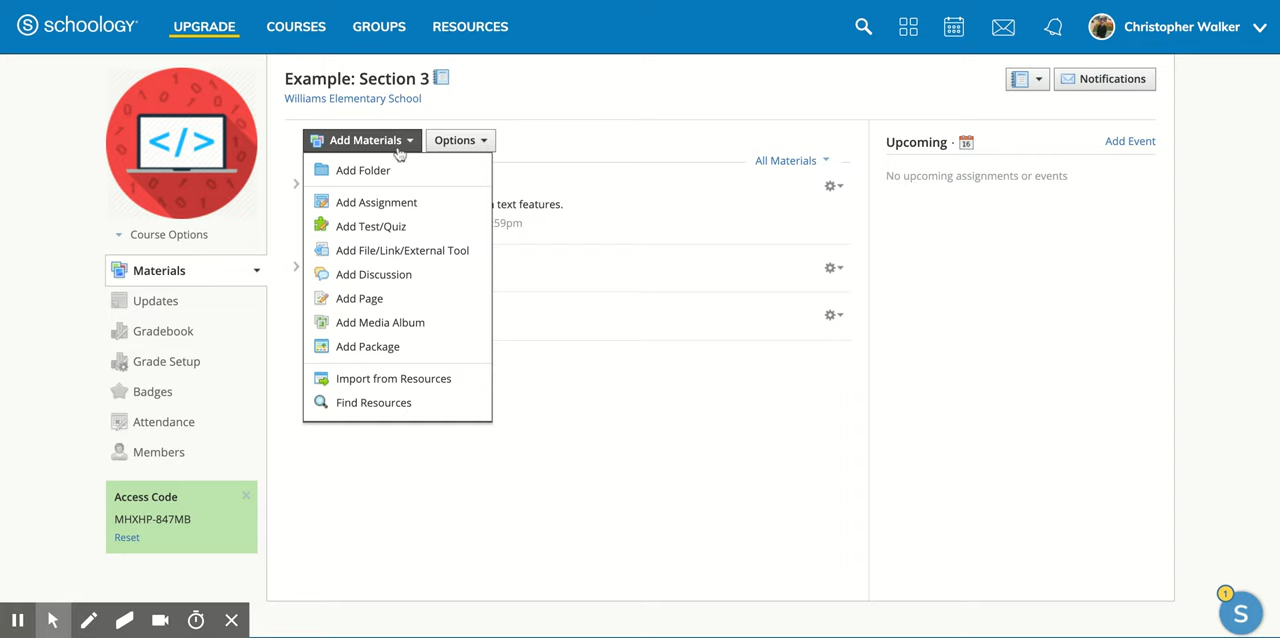 schoology®
UPGRADE COURSES GROUPS RESOURCES Christopher Walker
Example: Section 3
Williams Elementary School
Notifications
Add Materials Options
Add Folder
Add Assignment
Add Test/Quiz
Add File/Link/External Tool
Add Discussion
Add Page
Add Media Album
Add Package
Import from Resources
Find Resources
All Materials
text features.
:59pm
Upcoming · 16 Add Event
No upcoming assignments or events
Course Options
Materials
Updates
Gradebook
Grade Setup
Badges
Attendance
Members
Access Code
MHXHP-847MB
Reset
1
S